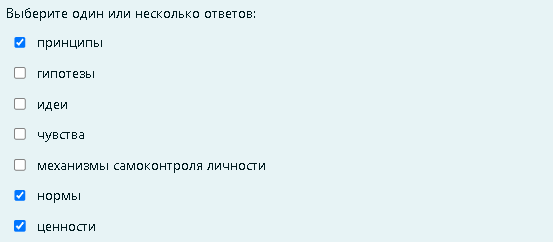 Выберите один или несколько ответов:
принципы
гипотезы
идеи
чувства
механизмы самоконтроля личности
нормы
ценности